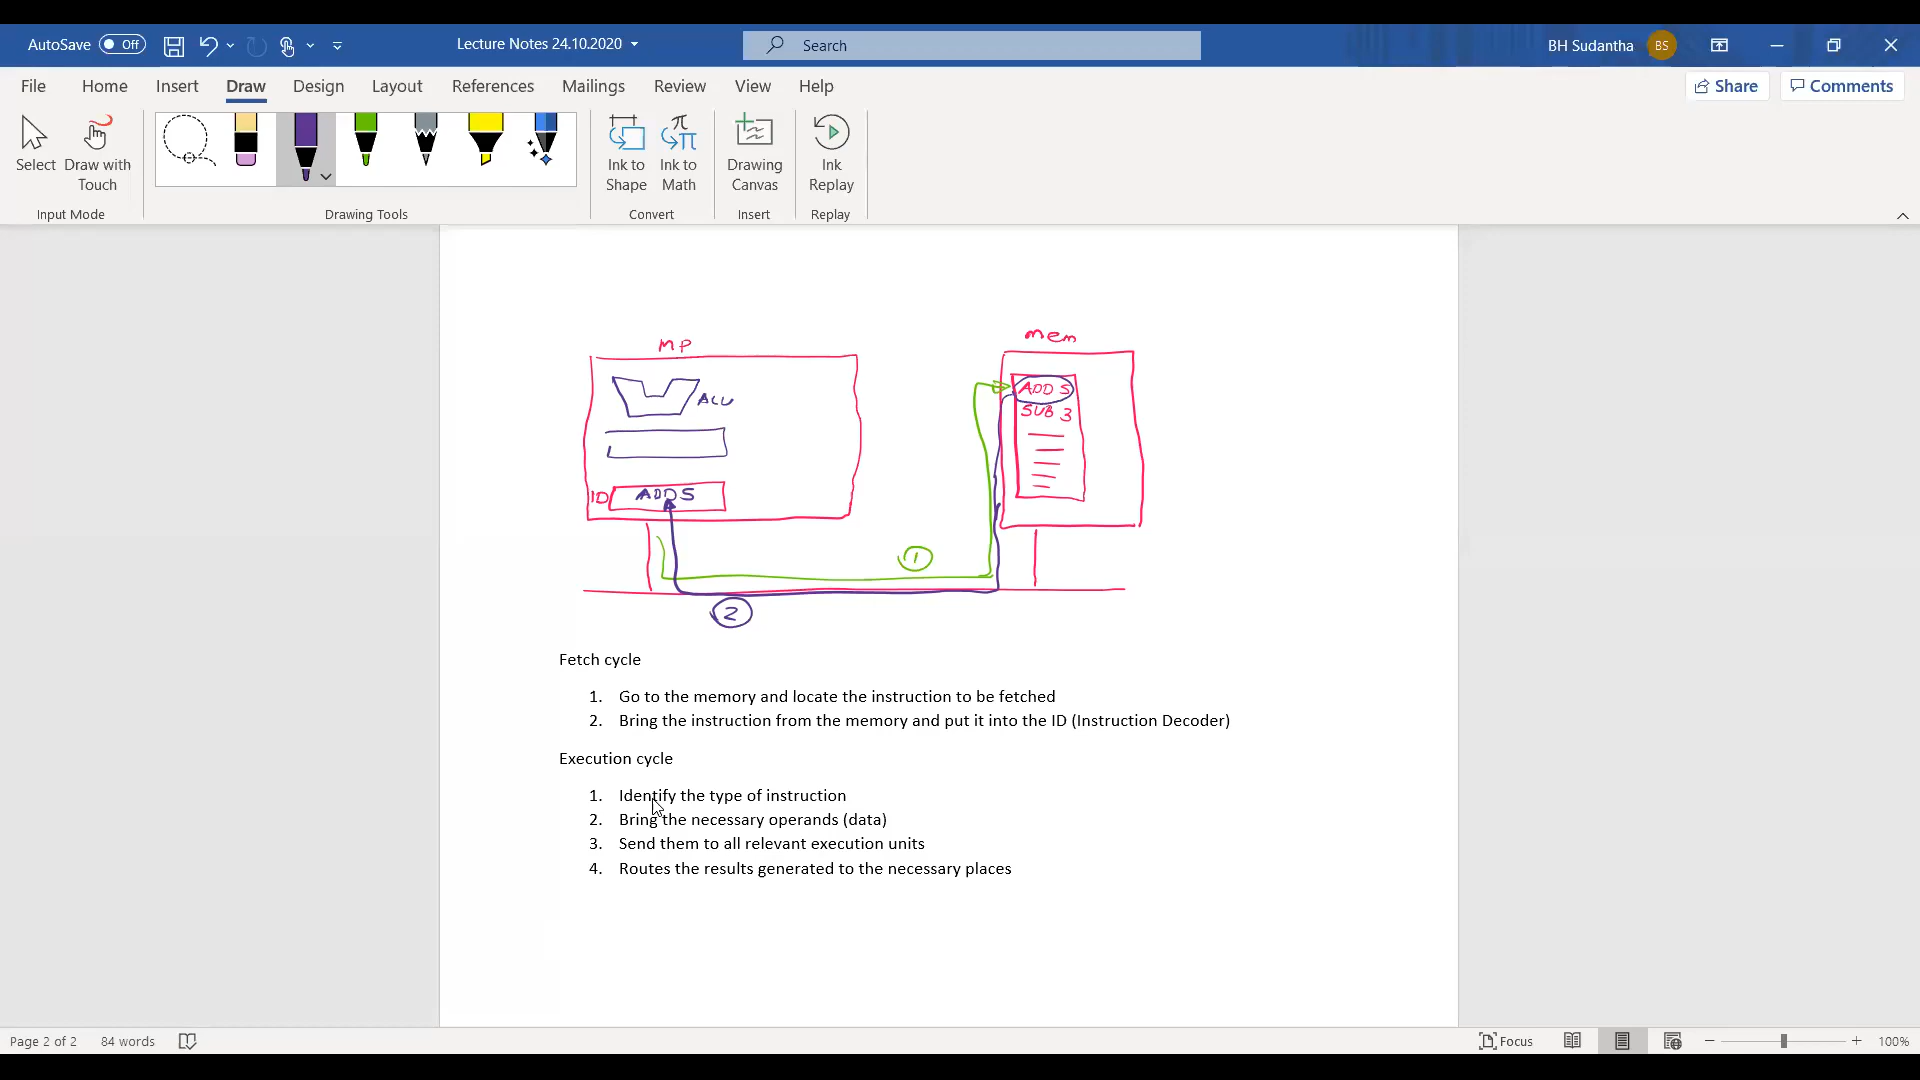 AutoSave Off
Lecture Notes 24.10.2020
Search
BH Sudantha BS
File Home Insert Draw Design Layout References Mailings Review View Help
Share Comments
Select
Draw with Touch
Ink to Shape
Ink to Math
Drawing Canvas
Ink Replay
Input Mode Drawing Tools Convert Insert Replay
MP
mem
ALU
ADD 5
SUB 3
ID ADD 5
1
2
Fetch cycle
1. Go to the memory and locate the instruction to be fetched
2. Bring the instruction from the memory and put it into the ID (Instruction Decoder)
Execution cycle
1. Identify the type of instruction
2. Bring the necessary operands (data)
3. Send them to all relevant execution units
4. Routes the results generated to the necessary places
Page 2 of 2 84 words Focus 100%